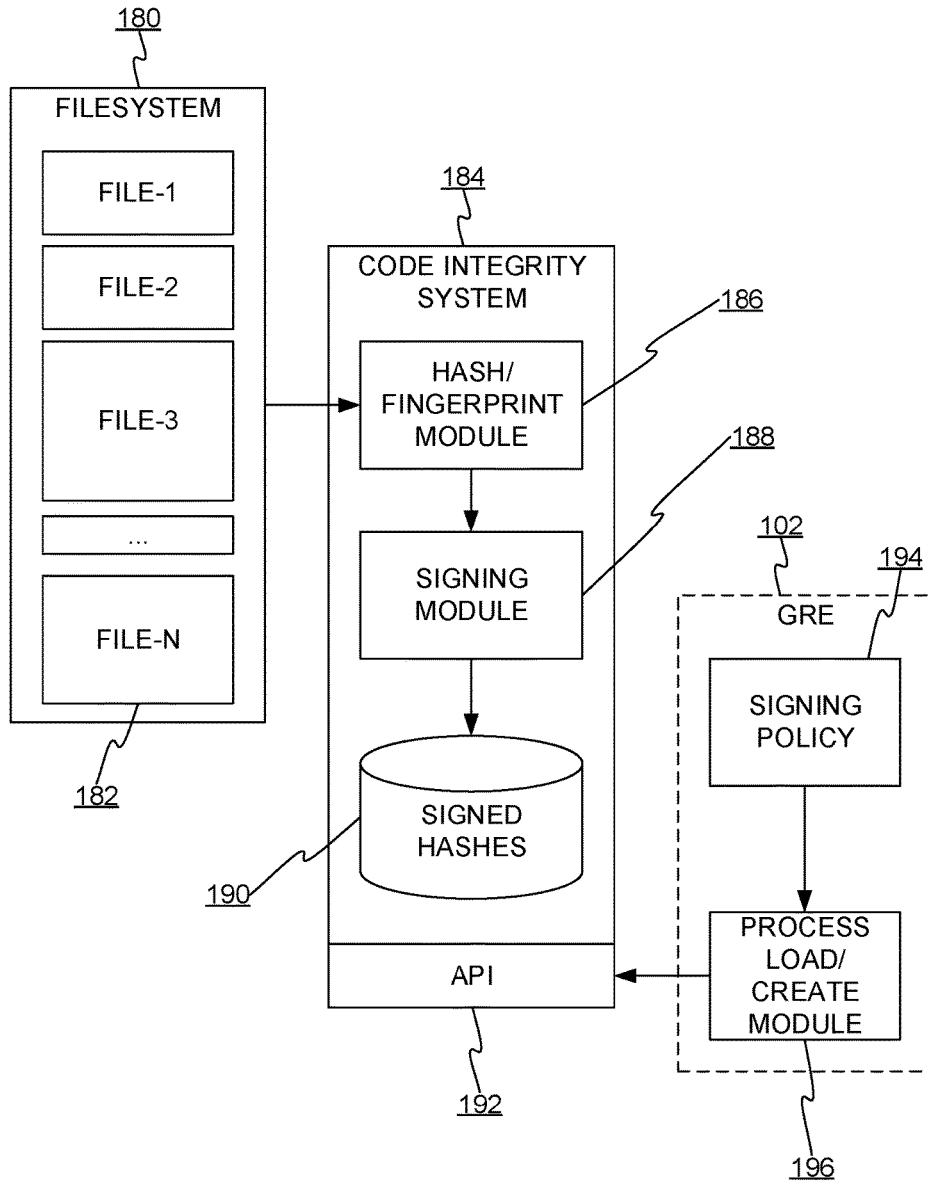 180
FILESYSTEM
FILE-1
FILE-2
FILE-3
...
FILE-N
182
184
CODE INTEGRITY
SYSTEM
HASH/
FINGERPRINT
MODULE
186
SIGNING
MODULE
188
SIGNED
HASHES
190
API
192
102
GRE
194
SIGNING
POLICY
PROCESS
LOAD/
CREATE
MODULE
196